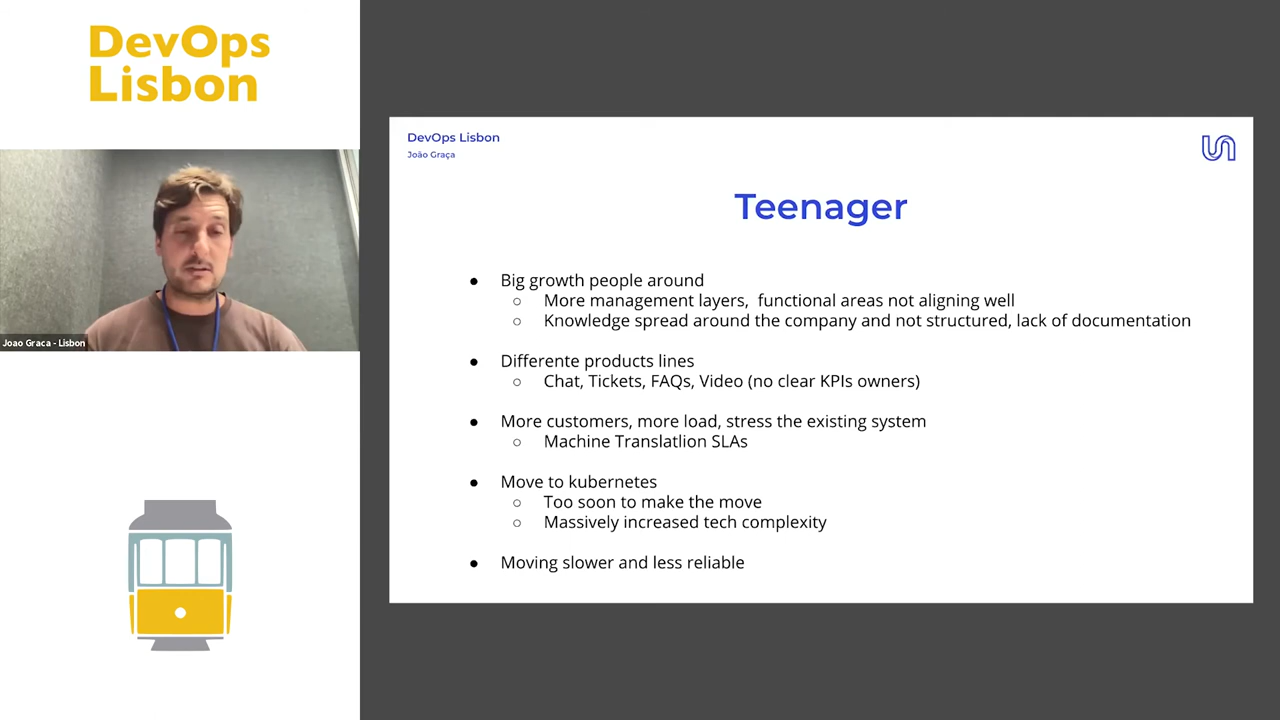 DevOps
Lisbon
Joao Graca - Lisbon
DevOps Lisbon
João Graça
Teenager
● Big growth people around
○ More management layers,  functional areas not aligning well
○ Knowledge spread around the company and not structured, lack of documentation
● Differente products lines
○ Chat, Tickets, FAQs, Video (no clear KPIs owners)
● More customers, more load, stress the existing system
○ Machine Translatlion SLAs
● Move to kubernetes
○ Too soon to make the move
○ Massively increased tech complexity
● Moving slower and less reliable